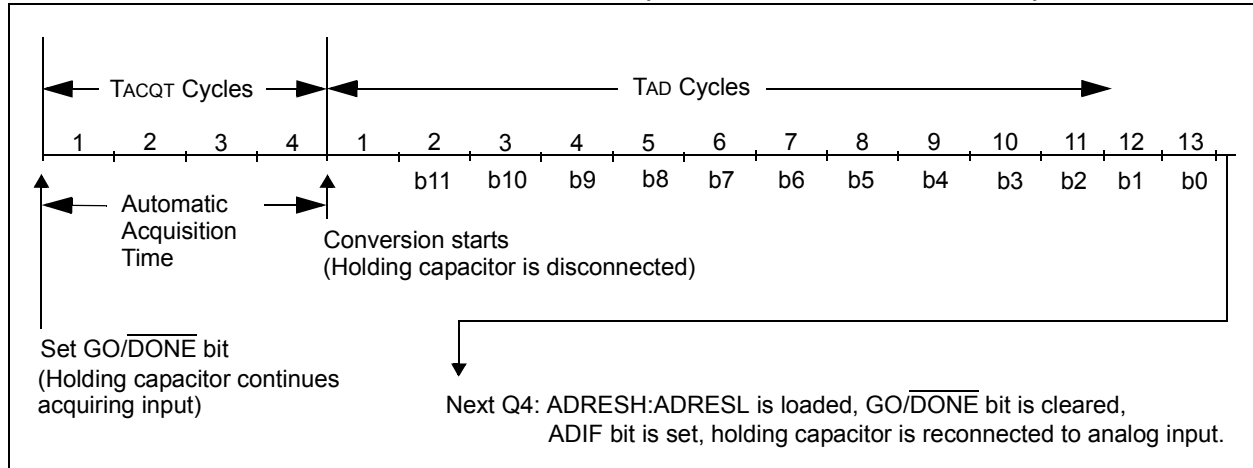 TACQT Cycles TAD Cycles
1 2 3 4 1 2 3 4 5 6 7 8 9 10 11 12 13
b11 b10 b9 b8 b7 b6 b5 b4 b3 b2 b1 b0
Automatic
Acquisition
Time
Conversion starts
(Holding capacitor is disconnected)
Set GO/DONE bit
(Holding capacitor continues
acquiring input)
Next Q4: ADRESH:ADRESL is loaded, GO/DONE bit is cleared,
ADIF bit is set, holding capacitor is reconnected to analog input.